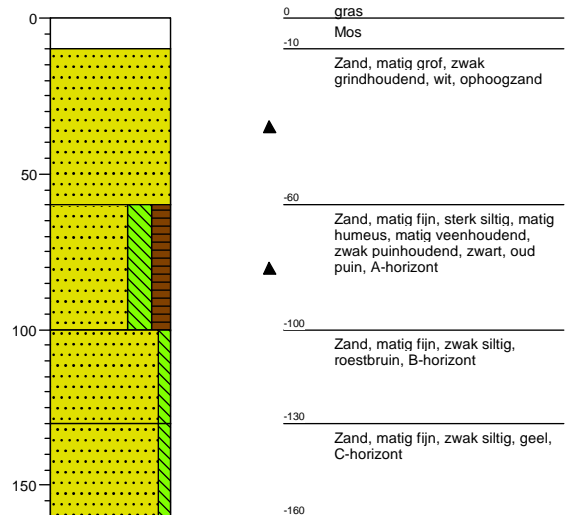 0
50
100
150
0 gras
Mos
-10
Zand, matig grof, zwak
grindhoudend, wit, ophoogzand
-60
Zand, matig fijn, sterk siltig, matig
humeus, matig veenhoudend,
zwak puinhoudend, zwart, oud
puin, A-horizont
-100
Zand, matig fijn, zwak siltig,
roestbruin, B-horizont
-130
Zand, matig fijn, zwak siltig, geel,
C-horizont
-160